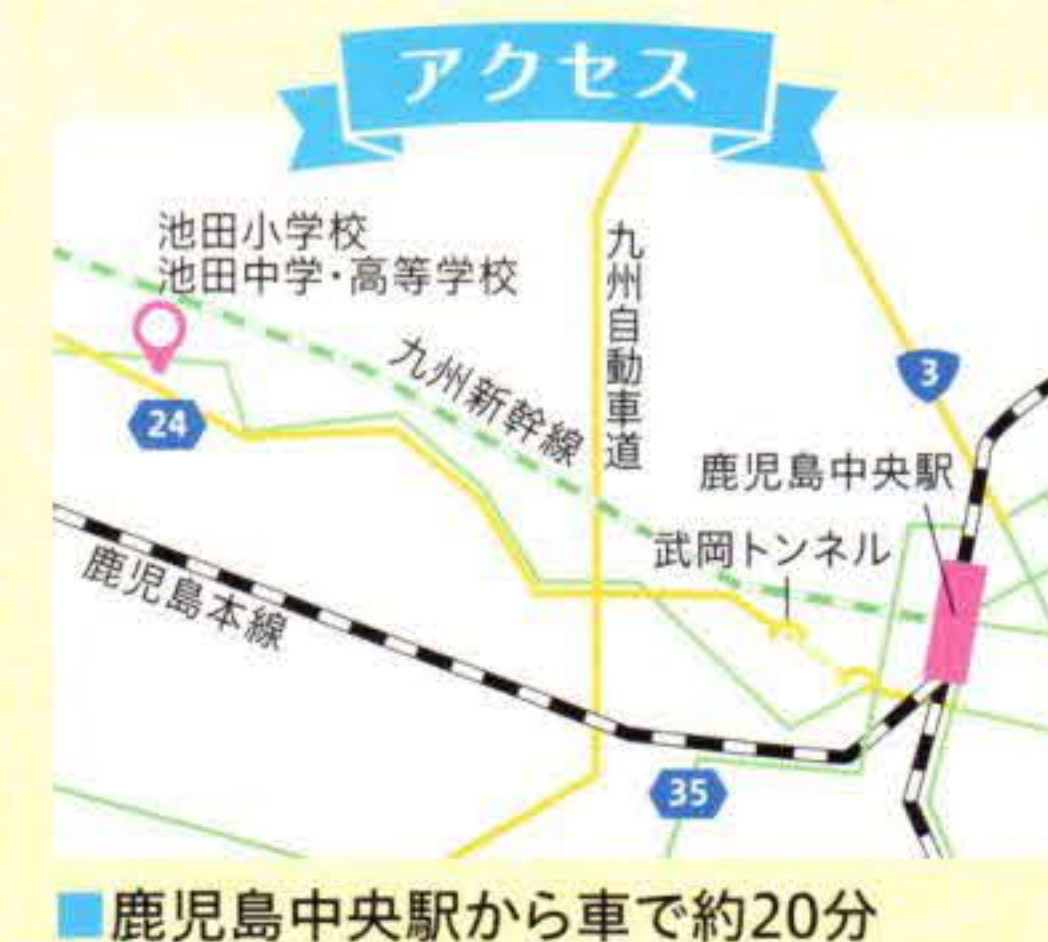 アクセス
池田小学校
池田中学・高等学校
九州自動車道
九州新幹線
3
24
鹿児島中央駅
武岡トンネル
鹿児島本線
35
■鹿児島中央駅から車で約20分